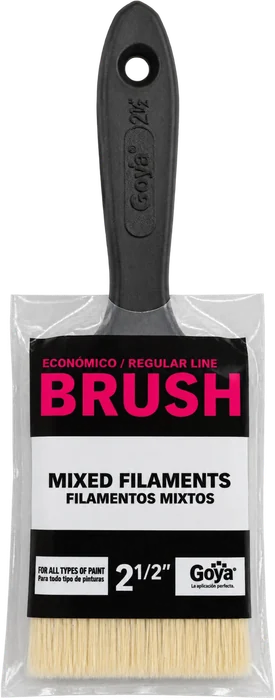 Goya® 2½"
ECONÓMICO / REGULAR LINE
BRUSH
MIXED FILAMENTS
FILAMENTOS MIXTOS
FOR ALL TYPES OF PAINT
Para todo tipo de pinturas
2 1/2"
Goya®
La aplicación perfecta.